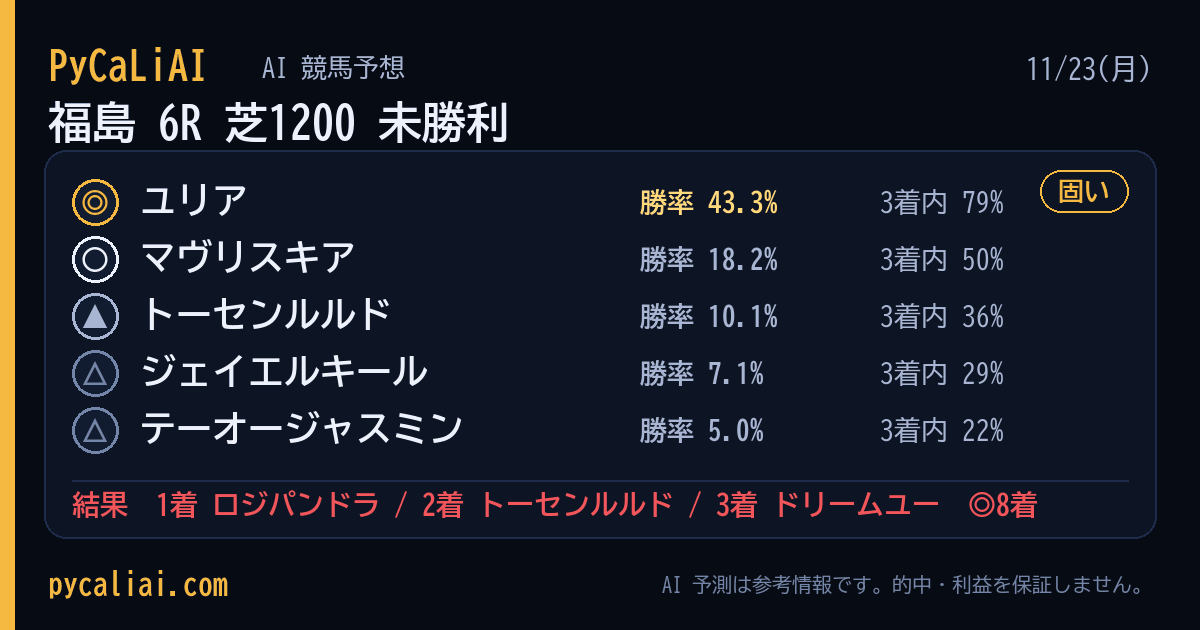 PyCaLiAI AI 競馬予想 11/23(月)
福島 6R 芝1200 未勝利
◎ ユリア 勝率 43.3% 3着内 79% 固い
○ マヴリスキア 勝率 18.2% 3着内 50%
▲ トーセンルルド 勝率 10.1% 3着内 36%
△ ジェイエルキール 勝率 7.1% 3着内 29%
△ テーオージャスミン 勝率 5.0% 3着内 22%
結果 1着 ロジパンドラ / 2着 トーセンルルド / 3着 ドリームユー ◎8着
pycaliai.com AI 予測は参考情報です。的中・利益を保証しません。